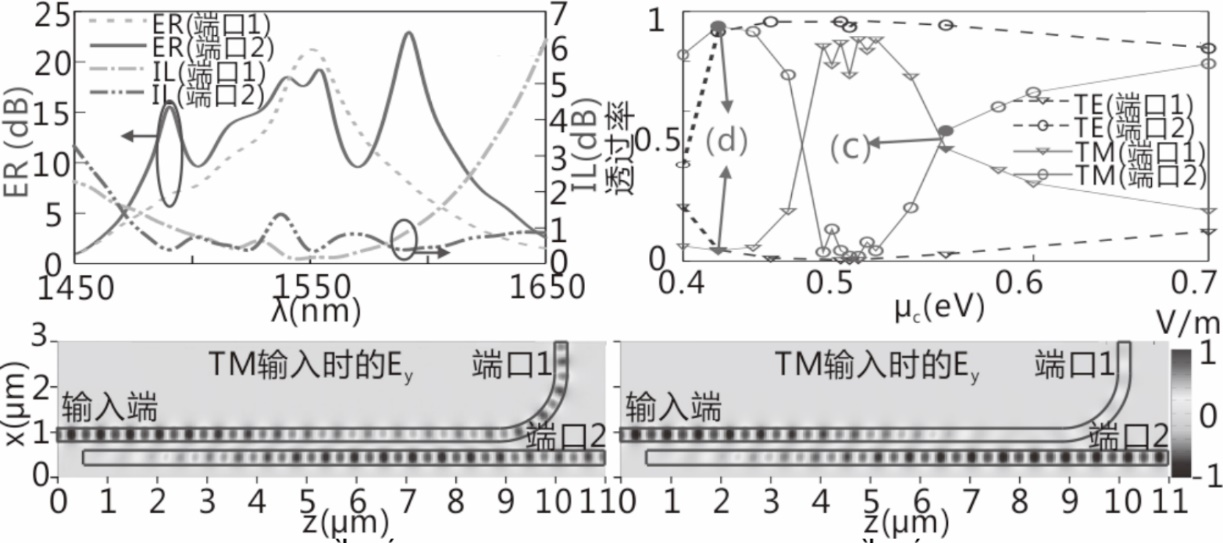 25
20
15
10
5
0
ER (dB)
ER(端口1)
ER(端口2)
IL(端口1)
IL(端口2)
7
6
5
4
3
2
1
0
IL(dB)
1450
1550
1650
λ(nm)
透过率
1
0.5
0
(d)
(c)
TE(端口1)
TE(端口2)
TM(端口1)
TM(端口2)
0.4
0.5
0.6
0.7
μc(eV)
V/m
3
2
1
0
x(μm)
TM输入时的Ey
端口1
输入端
端口2
0 1 2 3 4 5 6 7 8 9 10 11
z(μm)
TM输入时的Ey
端口1
输入端
端口2
0 1 2 3 4 5 6 7 8 9 10 11
z(μm)
1
0
-1